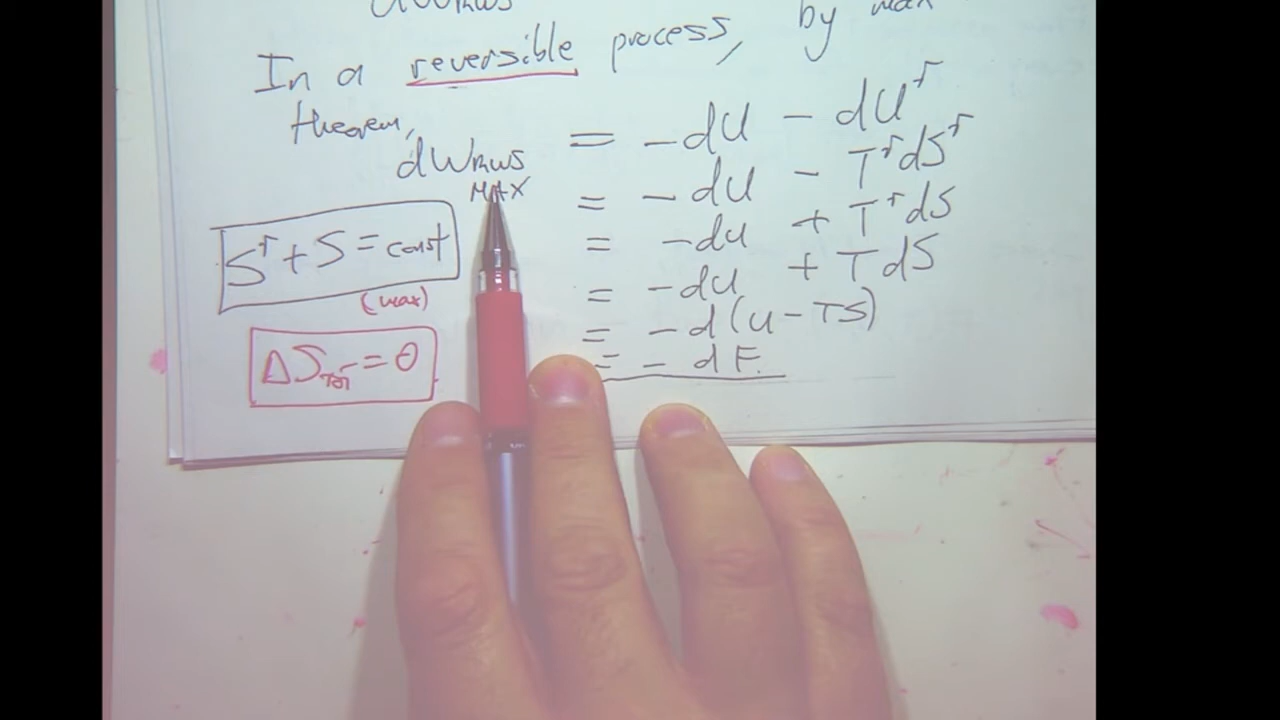 In a reversible process, by max
theorem,
dW_RWS MAX = -dU - dU^r
= -dU - T^r dS^r
= -dU + T^r dS
= -dU + T dS
= -d(U-TS)
= -dF.
S^r + S = const
(max)
ΔS_TOT = 0